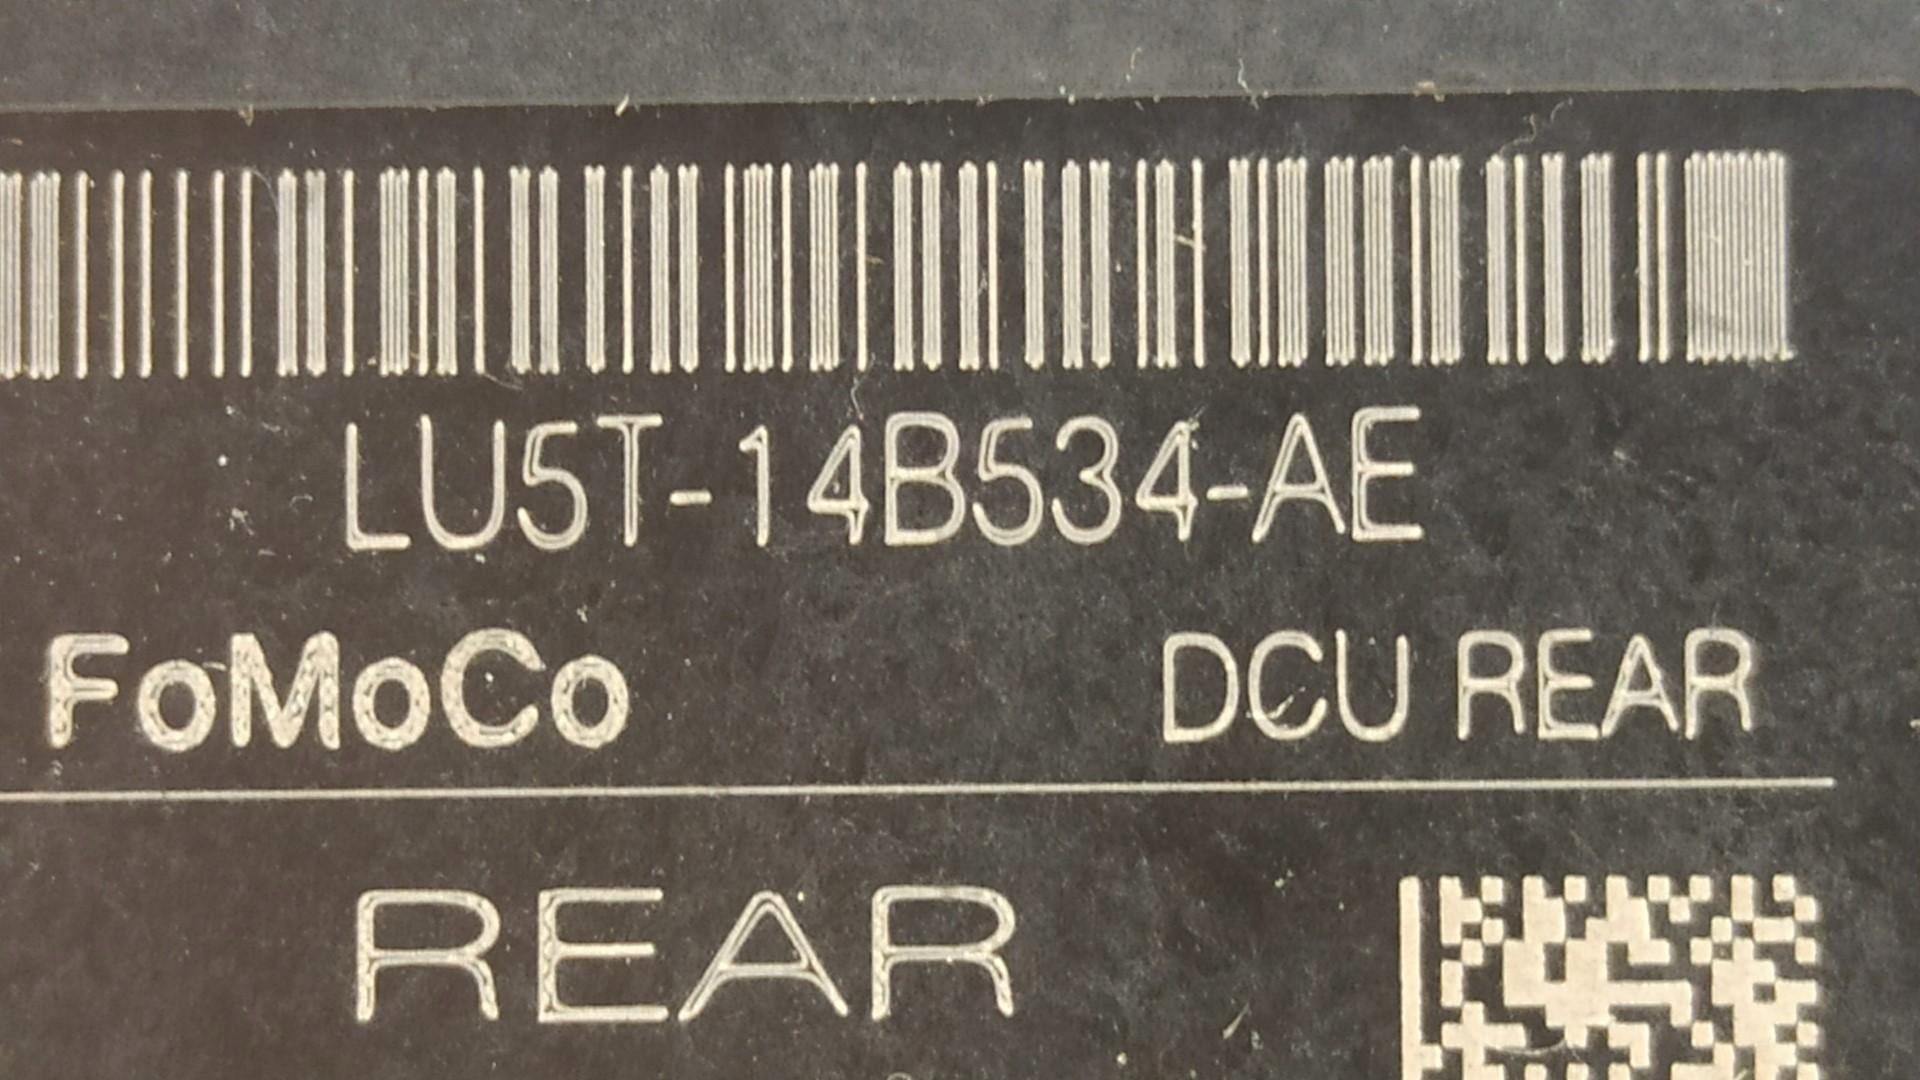 LU5T-14B534-AE
FoMoCo DCU REAR
REAR